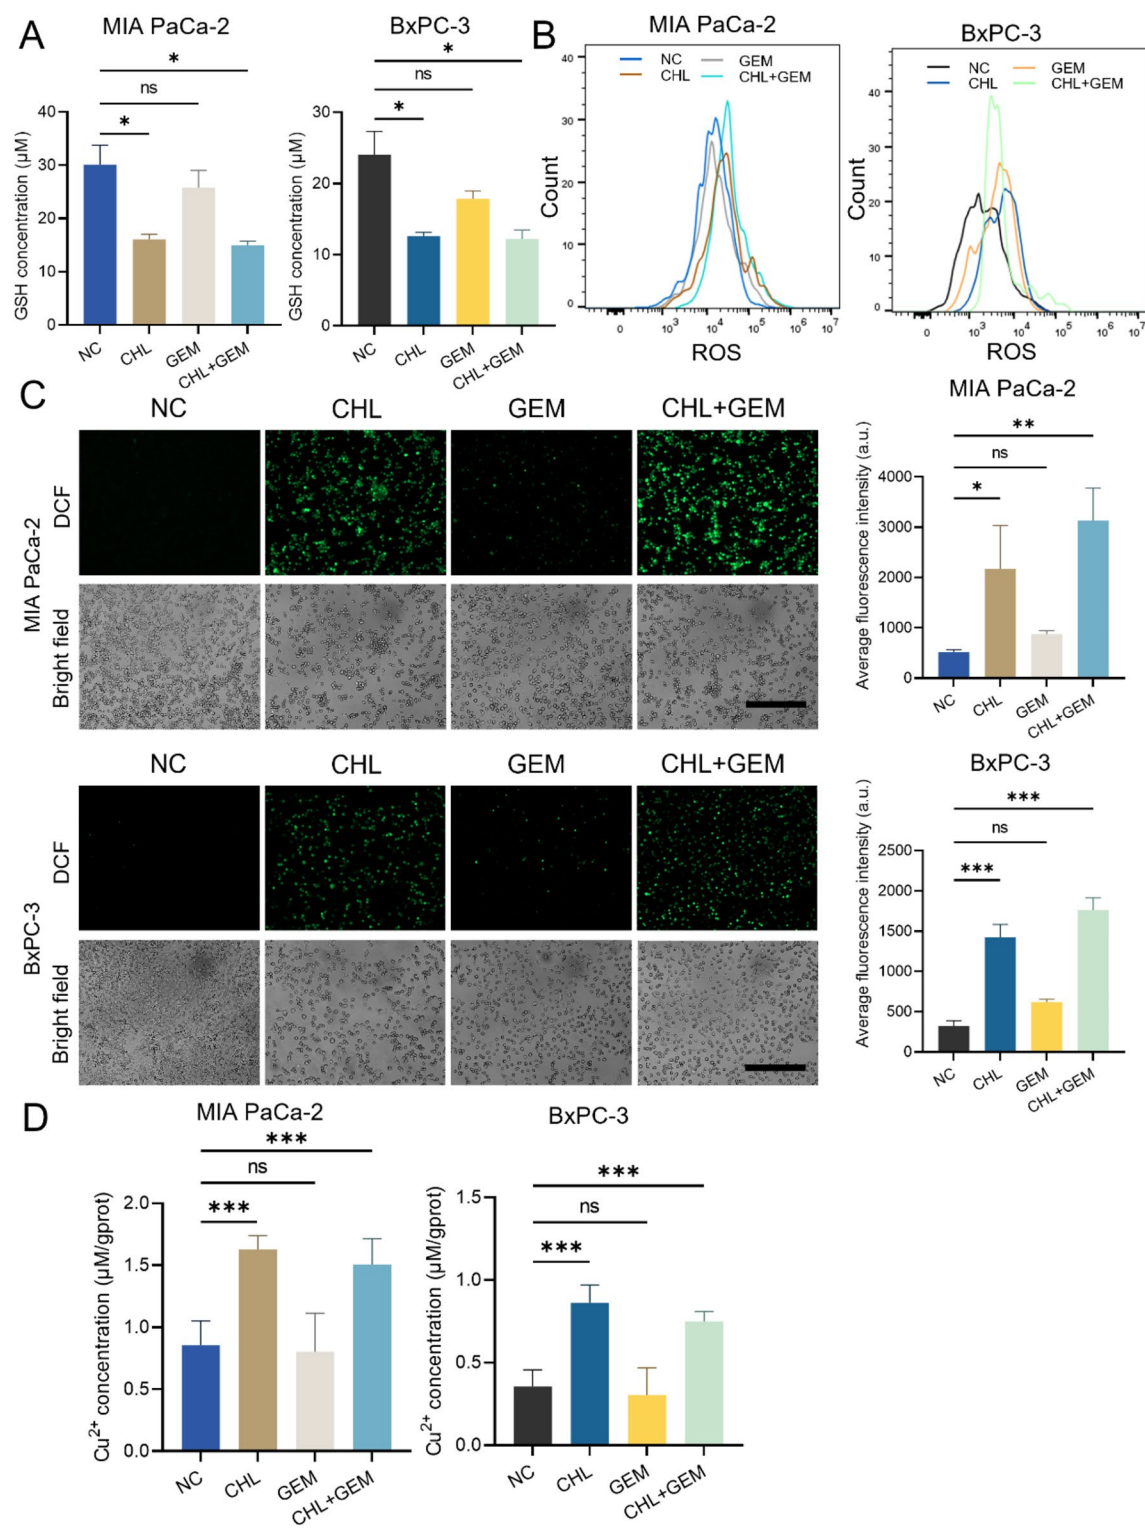 A
MIA PaCa-2
*
ns
*
GSH concentration (µM)
40
30
20
10
0
NC
CHL
GEM
CHL+GEM
BxPC-3
*
ns
*
GSH concentration (µM)
30
20
10
0
NC
CHL
GEM
CHL+GEM
B
MIA PaCa-2
NC
GEM
CHL
CHL+GEM
Count
40
30
20
10
0
0
10³
10⁴
10⁵
10⁶
10⁷
ROS
BxPC-3
NC
GEM
CHL
CHL+GEM
Count
40
30
20
10
0
0
10³
10⁴
10⁵
10⁶
10⁷
ROS
C
NC
CHL
GEM
CHL+GEM
MIA PaCa-2
DCF
Bright field
MIA PaCa-2
**
ns
*
Average fluorescence intensity (a.u.)
4000
3000
2000
1000
0
NC
CHL
GEM
CHL+GEM
NC
CHL
GEM
CHL+GEM
BxPC-3
DCF
Bright field
BxPC-3
***
ns
***
Average fluorescence intensity (a.u.)
2500
2000
1500
1000
500
0
NC
CHL
GEM
CHL+GEM
D
MIA PaCa-2
***
ns
***
Cu²⁺ concentration (µM/gprot)
2.0
1.5
1.0
0.5
0.0
NC
CHL
GEM
CHL+GEM
BxPC-3
***
ns
***
Cu²⁺ concentration (µM/gprot)
1.5
1.0
0.5
0.0
NC
CHL
GEM
CHL+GEM